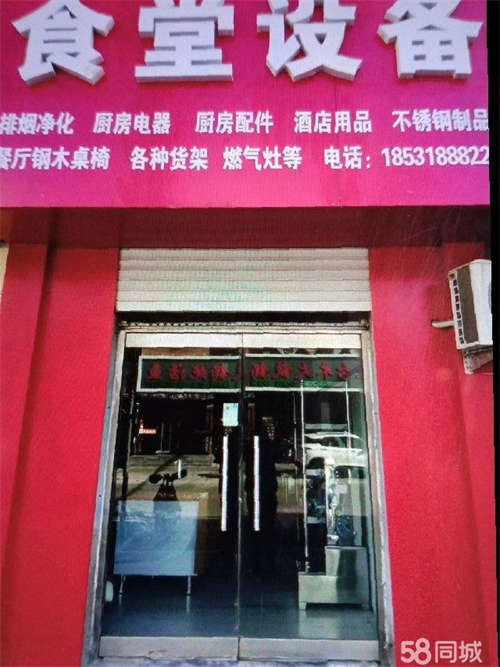 食堂设备
排烟净化 厨房电器 厨房配件 酒店用品 不锈钢制品
餐厅钢木桌椅 各种货架 燃气灶等 电话:18531888822
58同城